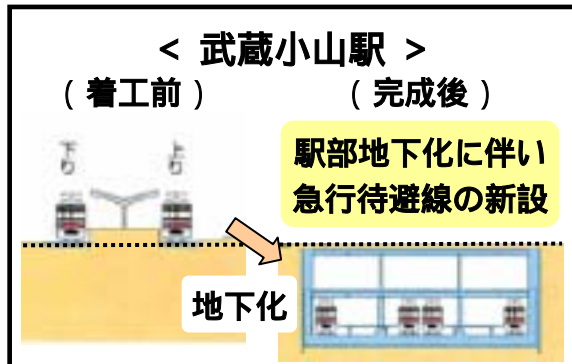 < 武蔵小山駅 >
( 着工前 )
( 完成後 )
下り
上り
駅部地下化に伴い
急行待避線の新設
地下化